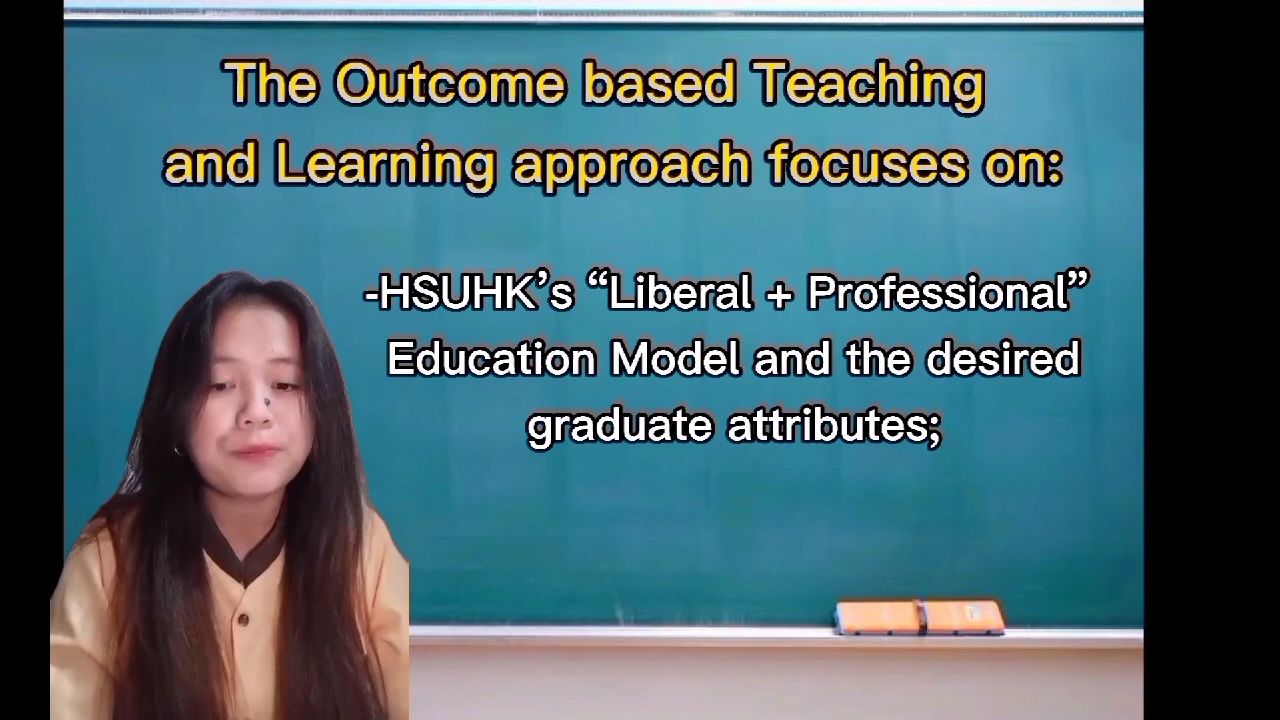 The Outcome based Teaching
and Learning approach focuses on:
-HSUHK’s “Liberal + Professional”
Education Model and the desired
graduate attributes;